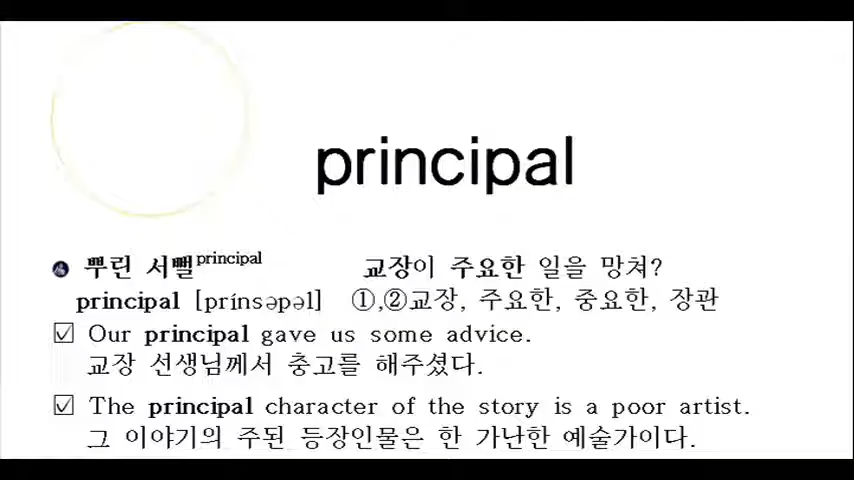 principal
뿌린 서뻴principal 교장이 주요한 일을 망쳐?
principal [prínsəpəl] ①,②교장, 주요한, 중요한, 장관
☑ Our principal gave us some advice.
교장 선생님께서 충고를 해주셨다.
☑ The principal character of the story is a poor artist.
그 이야기의 주된 등장인물은 한 가난한 예술가이다.